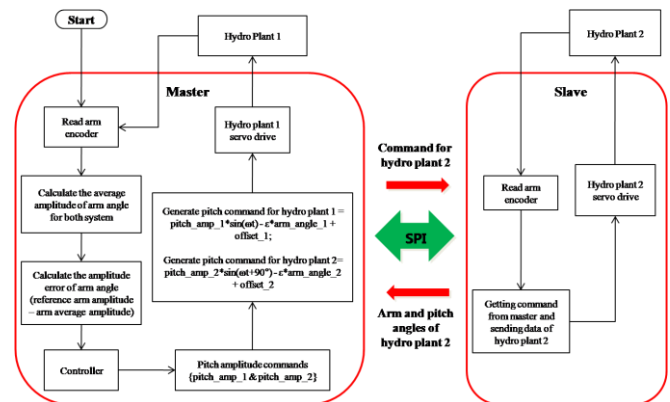 Start
Hydro Plant 1
Master
Read arm
encoder
Hydro plant 1
servo drive
Calculate the average
amplitude of arm angle
for both system
Generate pitch command for hydro plant 1 =
pitch_amp_1*sin(ωt) - ε*arm_angle_1 +
offset_1;
Generate pitch command for hydro plant 2=
pitch_amp_2*sin(ωt+90°) - ε*arm_angle_2
+ offset_2
Calculate the amplitude
error of arm angle
(reference arm amplitude
– arm average amplitude)
Controller
Pitch amplitude commands
{pitch_amp_1 & pitch_amp_2}
Command for
hydro plant 2
SPI
Arm and pitch
angles of
hydro plant 2
Hydro Plant 2
Slave
Read arm
encoder
Hydro plant 2
servo drive
Getting command
from master and
sending data of
hydro plant 2